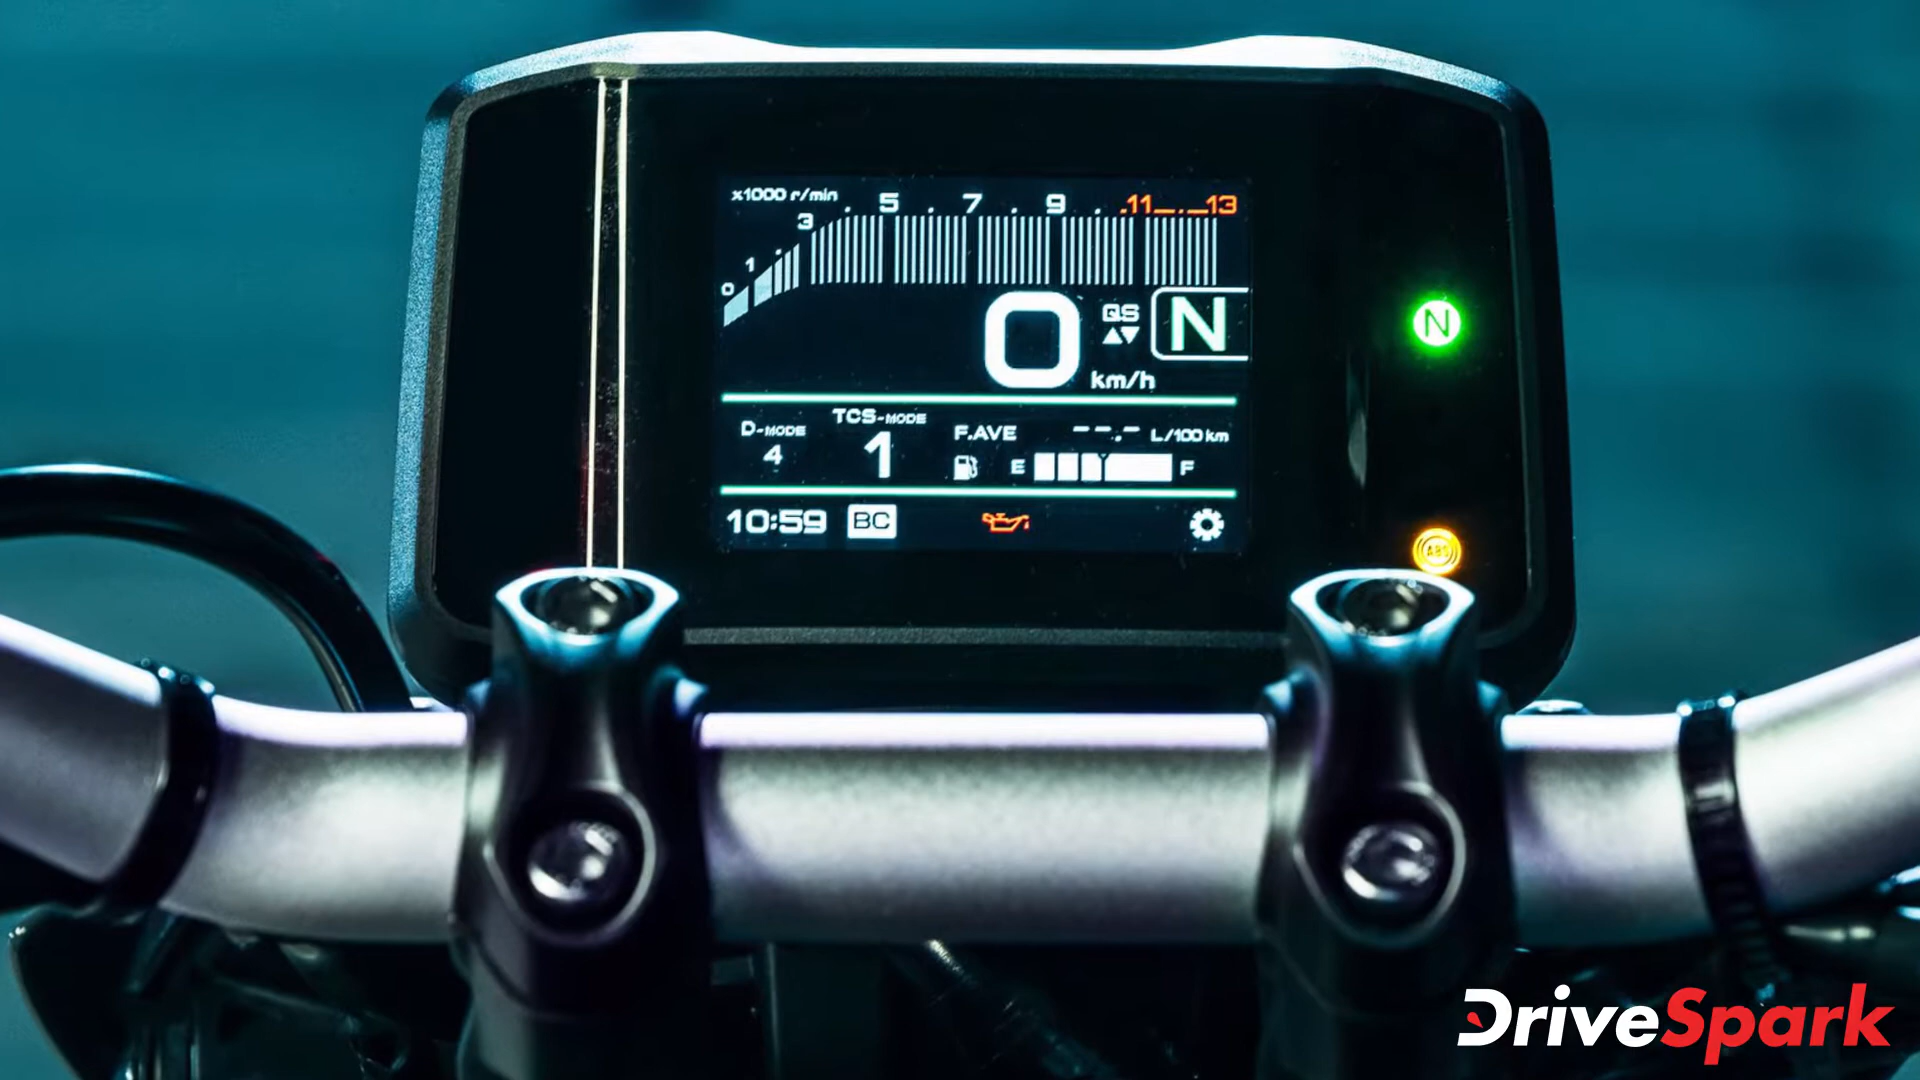 x1000 r/min
0 1 3 5 7 9 11 13
0 km/h
QS
N
N
D-MODE
4
TCS-MODE
1
F.AVE --.- L/100 km
E F
10:59 BC
ABS
DriveSpark